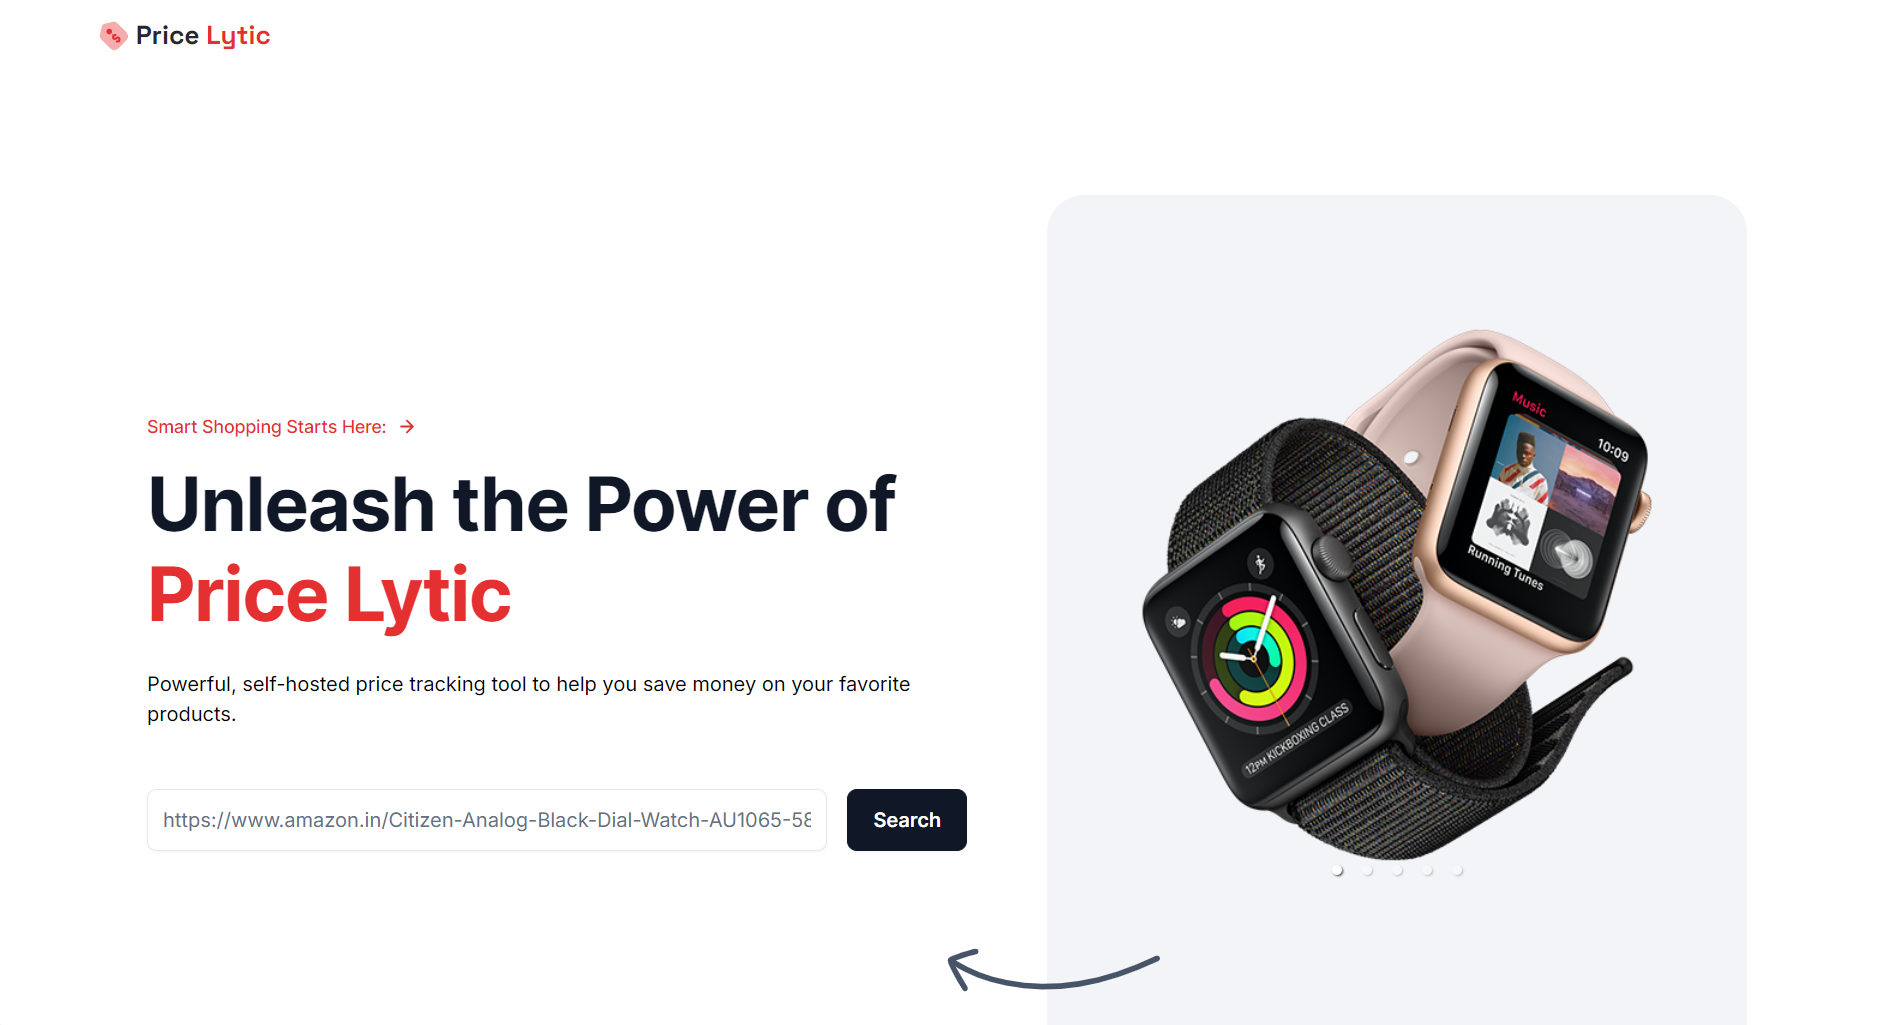 Price Lytic
Smart Shopping Starts Here:
Unleash the Power of
Price Lytic
Powerful, self-hosted price tracking tool to help you save money on your favorite
products.
https://www.amazon.in/Citizen-Analog-Black-Dial-Watch-AU1065-58
Search
Music
10:09
Running Tunes
12PM KICKBOXING CLASS